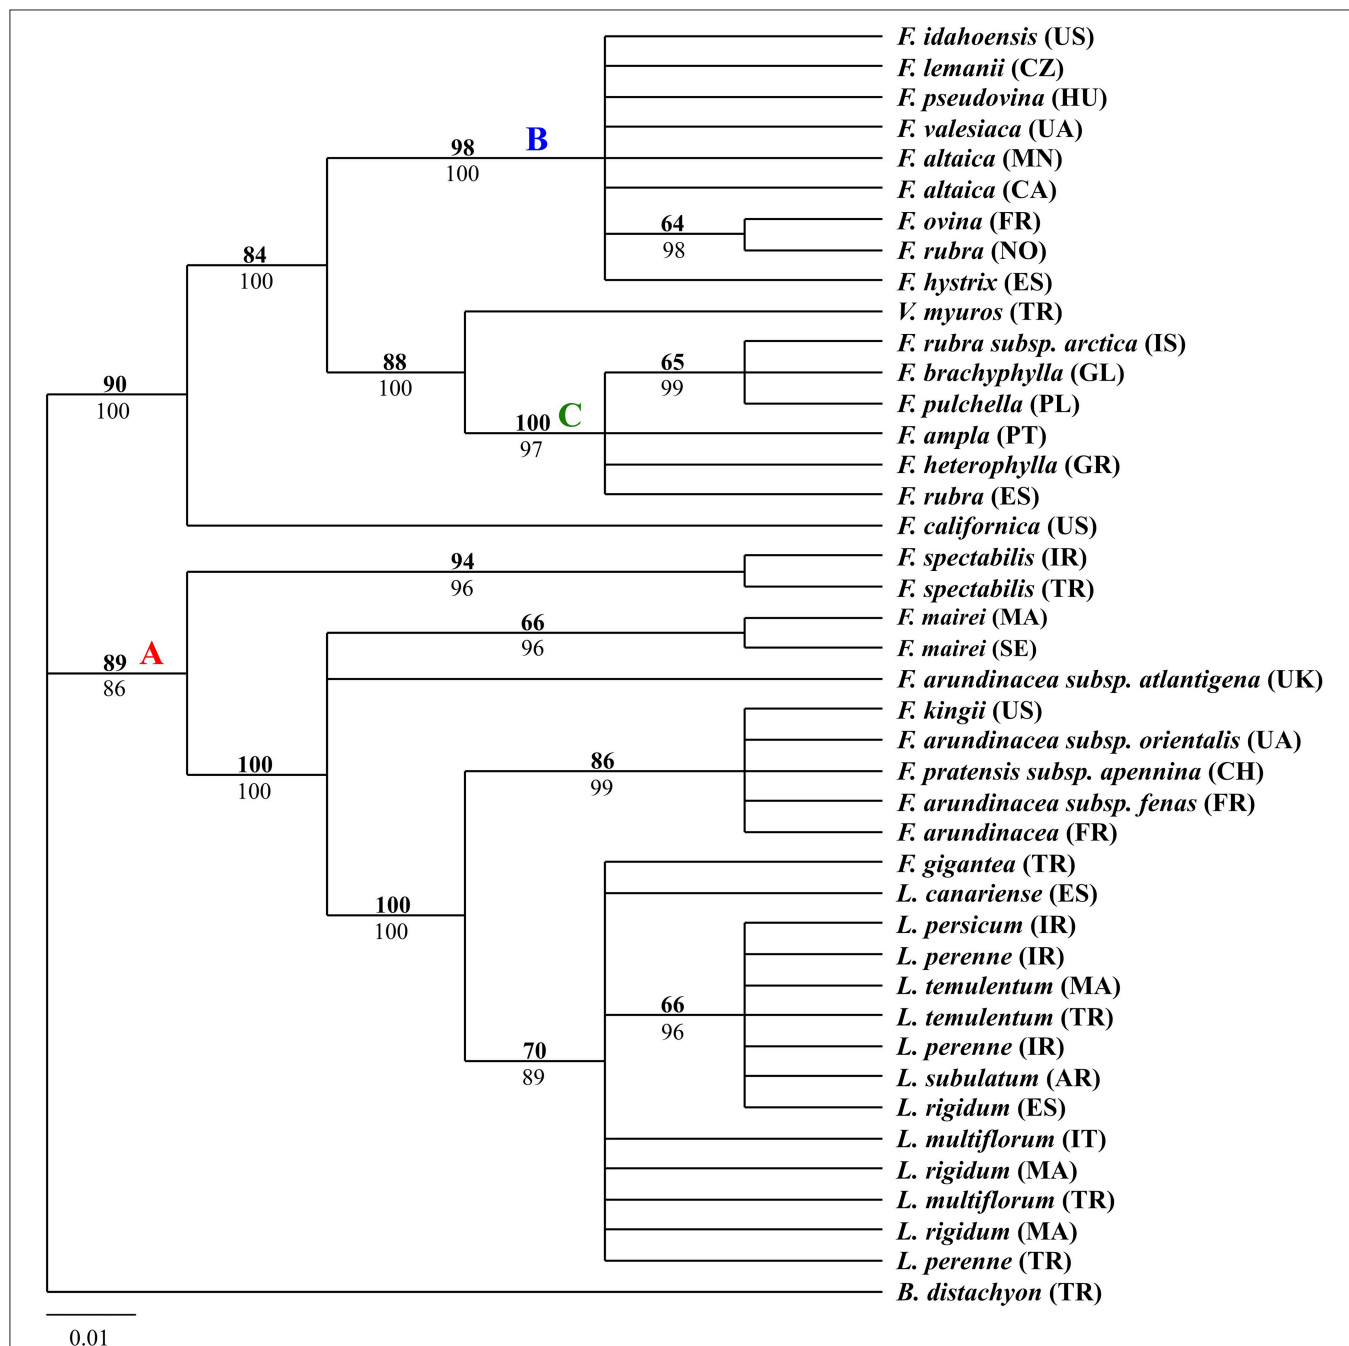 F. idahoensis (US)
F. lemanii (CZ)
F. pseudovina (HU)
F. valesiaca (UA)
98 B
F. altaica (MN)
100
F. altaica (CA)
64
F. ovina (FR)
98
F. rubra (NO)
84
100
F. hystrix (ES)
V. myuros (TR)
F. rubra subsp. arctica (IS)
88
65
F. brachyphylla (GL)
100
99
90
F. pulchella (PL)
100
100 C
F. ampla (PT)
97
F. heterophylla (GR)
F. rubra (ES)
F. californica (US)
94
F. spectabilis (IR)
96
F. spectabilis (TR)
66
F. mairei (MA)
96
F. mairei (SE)
89 A
86
F. arundinacea subsp. atlantigena (UK)
F. kingii (US)
F. arundinacea subsp. orientalis (UA)
100
86
F. pratensis subsp. apennina (CH)
100
99
F. arundinacea subsp. fenas (FR)
F. arundinacea (FR)
F. gigantea (TR)
L. canariense (ES)
100
100
L. persicum (IR)
L. perenne (IR)
L. temulentum (MA)
66
L. temulentum (TR)
96
L. perenne (IR)
70
89
L. subulatum (AR)
L. rigidum (ES)
L. multiflorum (IT)
L. rigidum (MA)
L. multiflorum (TR)
L. rigidum (MA)
L. perenne (TR)
B. distachyon (TR)
0.01